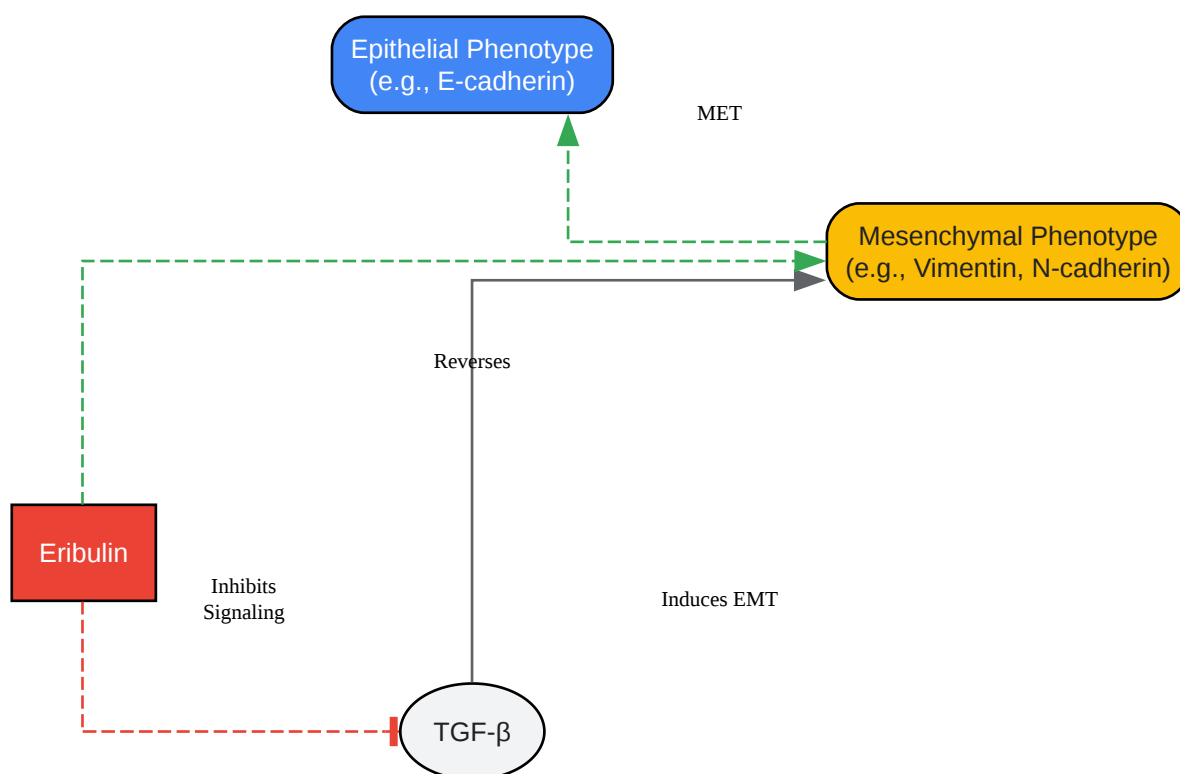 Epithelial Phenotype
(e.g., E-cadherin)
MET
Mesenchymal Phenotype
(e.g., Vimentin, N-cadherin)
Reverses
Eribulin
Inhibits
Signaling
Induces EMT
TGF-β